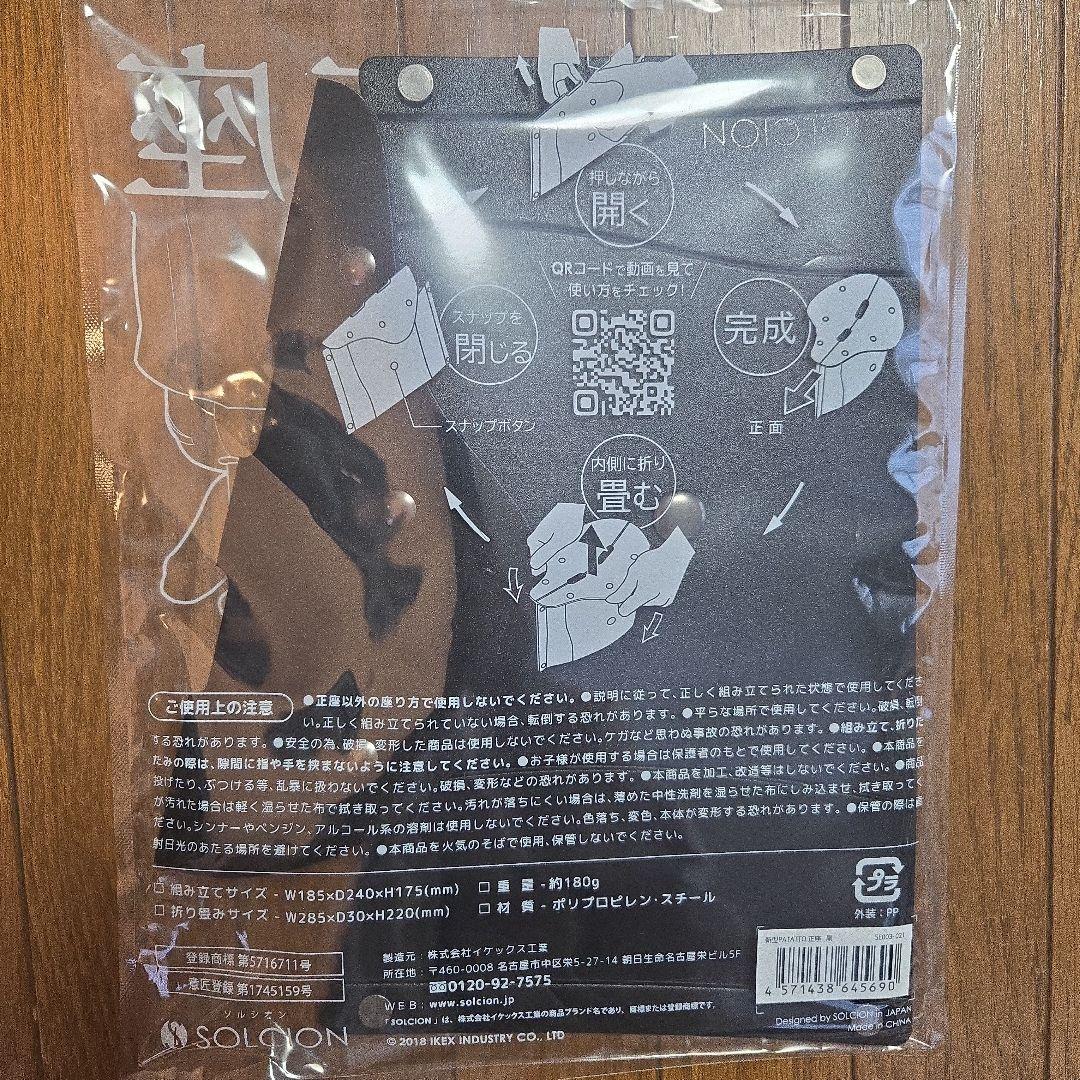 座
押しながら
開く
QRコードで動画を見て
使い方をチェック!
スナップを
閉じる
完成
スナップボタン
正面
内側に折り
畳む
ご使用上の注意
●正座以外の座り方で使用しないでください。●説明に従って、正しく組み立てられた状態で使用してくださ
い。正しく組み立てられていない場合、転倒する恐れがあります。●平らな場所で使用してください。破損、転倒
する恐れがあります。●安全の為、破損、変形した商品は使用しないでください。ケガなど思わぬ事故の恐れがあります。●組み立て、折りた
たみの際は、隙間に指や手を挟まないように注意してください。●お子様が使用する場合は保護者のもとで使用してください。●本商品を
投げたり、ぶつける等、乱暴に扱わないでください。破損、変形などの恐れがあります。●本商品を加工、改造等はしないでください。●商品
が汚れた場合は軽く湿らせた布で拭き取ってください。汚れが落ちにくい場合は、薄めた中性洗剤を湿らせた布にしみ込ませ、拭き取って
ださい。シンナーやベンジン、アルコール系の溶剤は使用しないでください。色落ち、変色、本体が変形する恐れがあります。●保管の際は
射日光のあたる場所を避けてください。●本商品を火気のそばで使用、保管しないでください。
□ 組み立てサイズ - W185×D240×H175(mm) □ 重 量 - 約180g
□ 折り畳みサイズ - W285×D30×H220(mm) □ 材 質 - ポリプロピレン・スチール
プラ
外装：PP
登録商標 第5716711号
意匠登録 第1745159号
ソルシオン
SOLCION
製造元：株式会社イケックス工業
所在地：〒460-0008 名古屋市中区栄5-27-14 朝日生命名古屋栄ビル5F
0120-92-7575
WEB：www.solcion.jp
「SOLCION」は、株式会社イケックス工業の商品ブランド名であり、商標または登録商標です。
© 2018 IKEX INDUSTRY CO., LTD
新型PATATTO 正座 黒 SE003-021
4 571438 645690
Designed by SOLCION in JAPAN
Made in CHINA